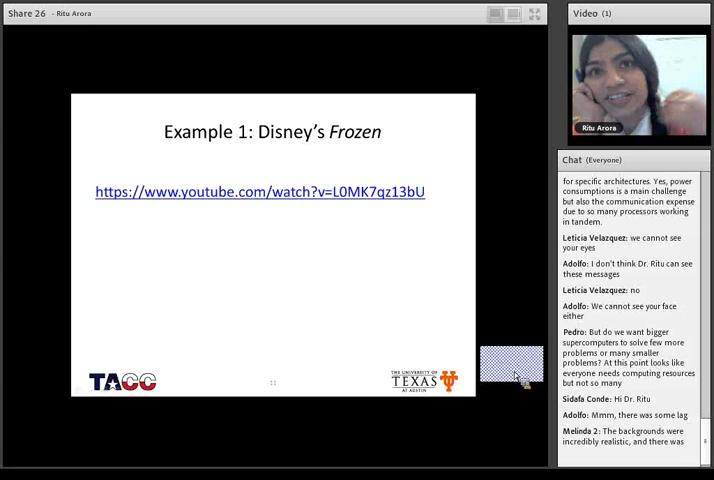 Share 26 - Ritu Arora
Example 1: Disney's Frozen
https://www.youtube.com/watch?v=L0MK7qz13bU
TACC
THE UNIVERSITY OF
TEXAS
AT AUSTIN
11
Video (1)
Ritu Arora
Chat (Everyone)
for specific architectures. Yes, power
consumptions is a main challenge
but also the communication expense
due to so many processors working
in tandem.
Leticia Velazquez: we cannot see
your eyes
Adolfo: I don't think Dr. Ritu can see
these messages
Leticia Velazquez: no
Adolfo: We cannot see your face
either
Pedro: But do we want bigger
supercomputers to solve few more
problems or many smaller
problems? At this point looks like
everyone needs computing resources
but not so many
Sidafa Conde: Hi Dr. Ritu
Adolfo: Mmm, there was some lag
Melinda 2: The backgrounds were
incredibly realistic, and there was